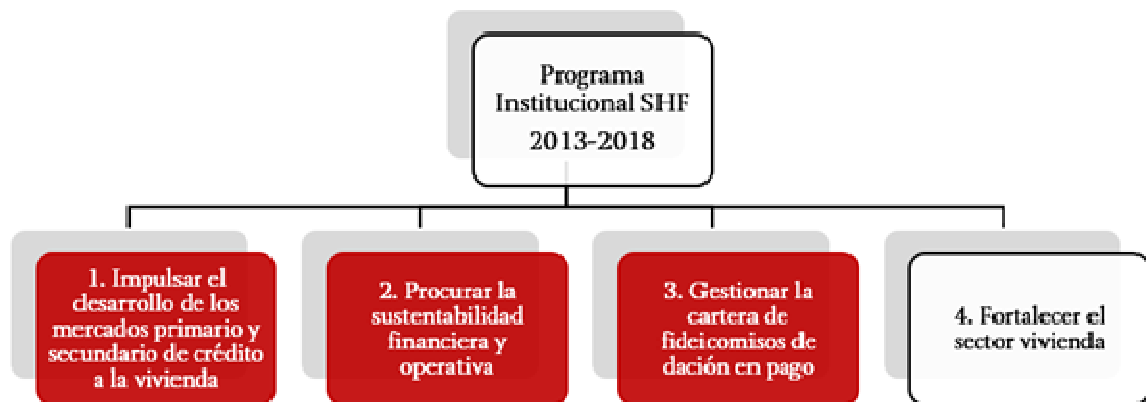 Programa
Institucional SHF
2013-2018
1. Impulsar el
desarrollo de los
mercados primario y
secundario de crédito
a la vivienda
2. Procurar la
sustentabilidad
financiera y
operativa
3. Gestionar la
cartera de
fideicomisos de
dación en pago
4. Fortalecer el
sector vivienda